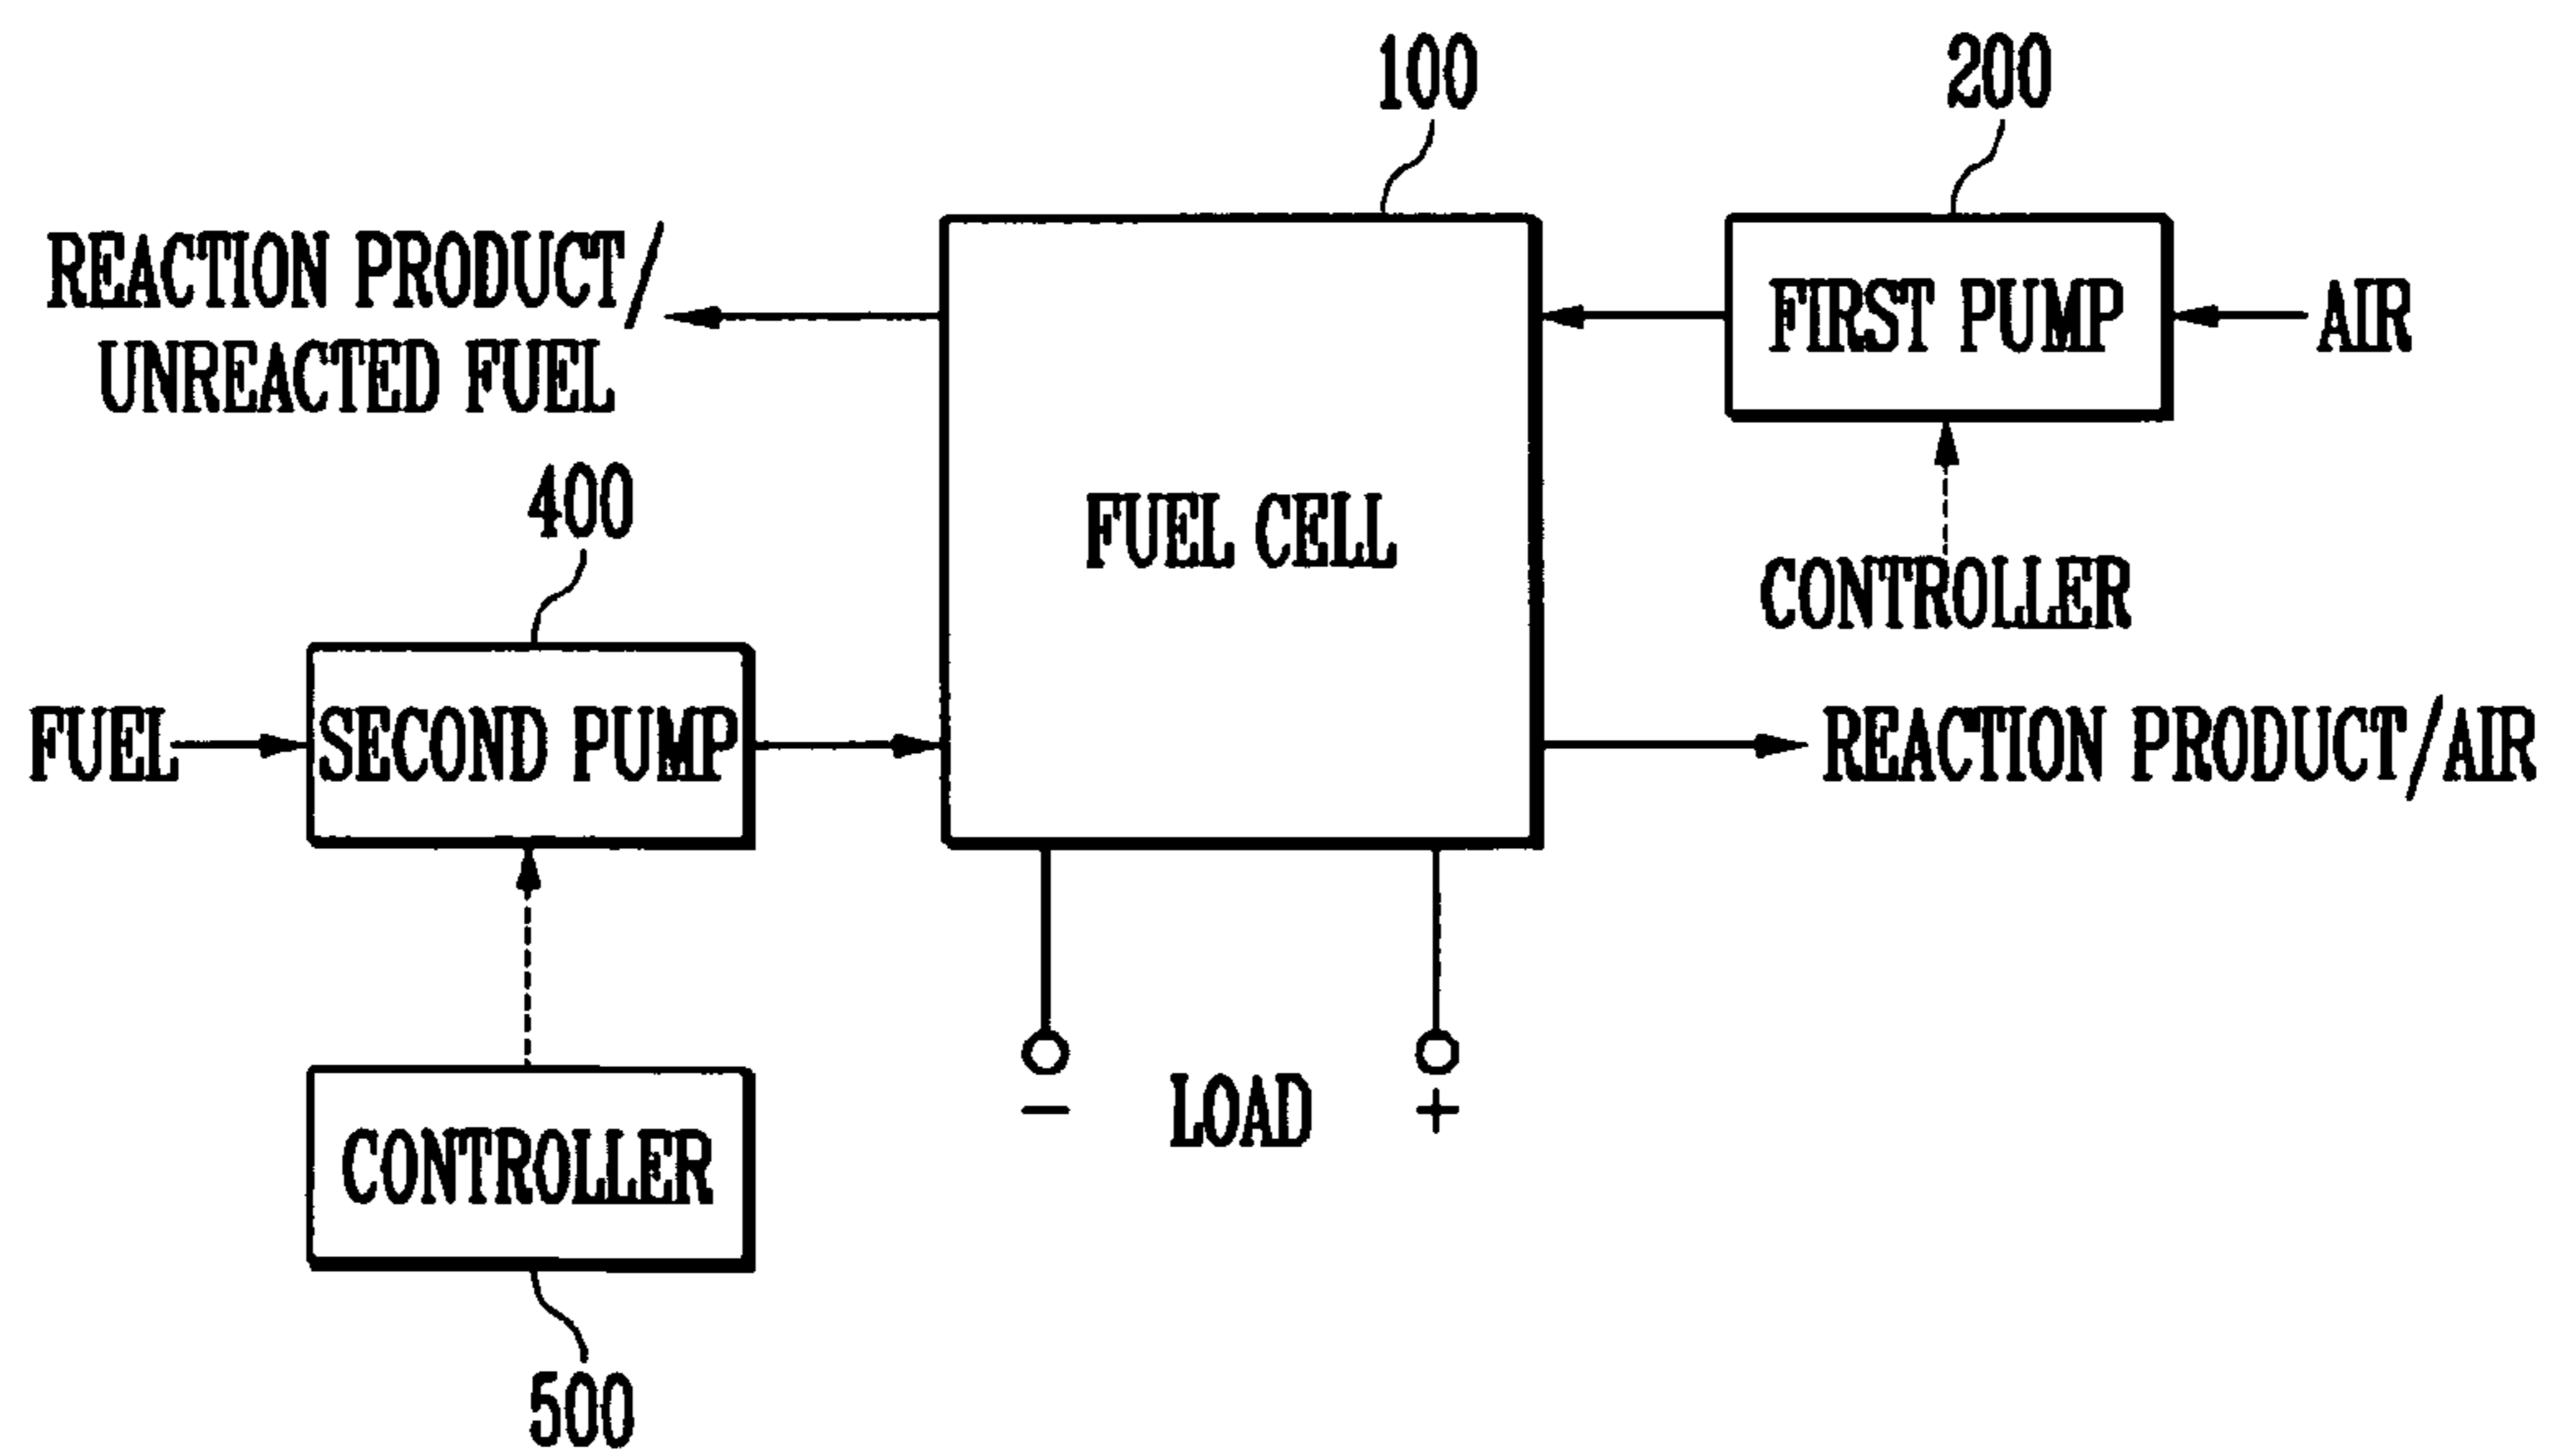 100
200
REACTION PRODUCT/
UNREACTED FUEL
FIRST PUMP
AIR
400
FUEL CELL
CONTROLLER
FUEL
SECOND PUMP
REACTION PRODUCT/AIR
CONTROLLER
- LOAD +
500